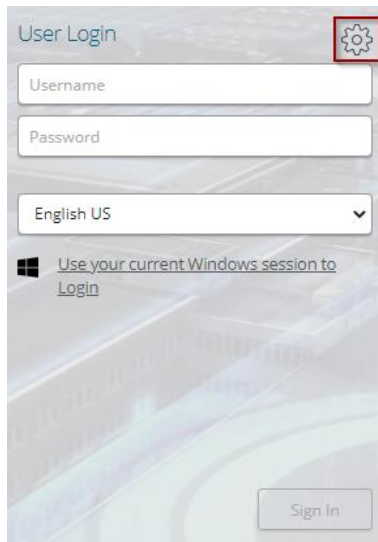 User Login
Username
Password
English US
Use your current Windows session to
Login
Sign In